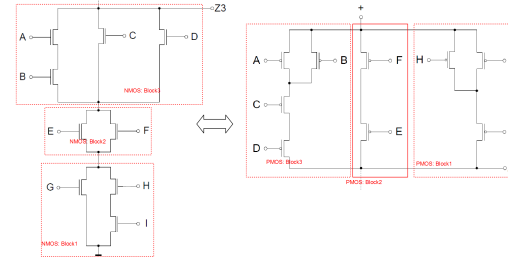 Z3
A
C
D
B
NMOS: Block3
E
F
NMOS: Block2
G
H
I
NMOS: Block1
+
A
B
F
H
C
E
D
PMOS: Block3
PMOS: Block2
PMOS: Block1